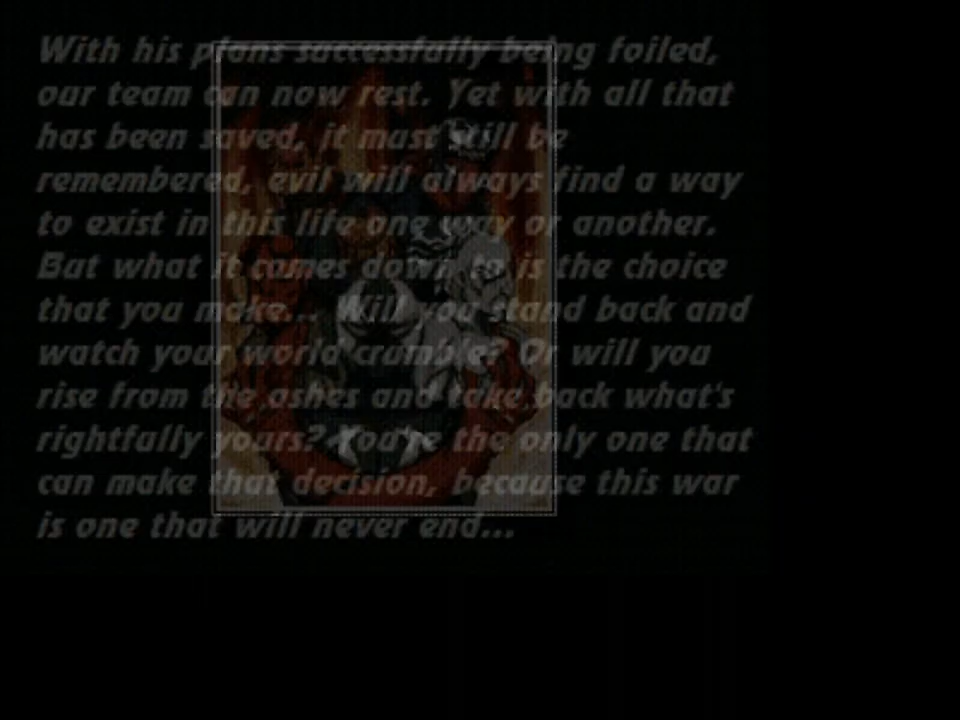 With his plans successfully being foiled,
our team can now rest. Yet with all that
has been saved, it must still be
remembered, evil will always find a way
to exist in this life one way or another.
But what it comes down to is the choice
that you make... Will you stand back and
watch your world crumble? Or will you
rise from the ashes and take back what's
rightfully yours? You're the only one that
can make that decision, because this war
is one that will never end...